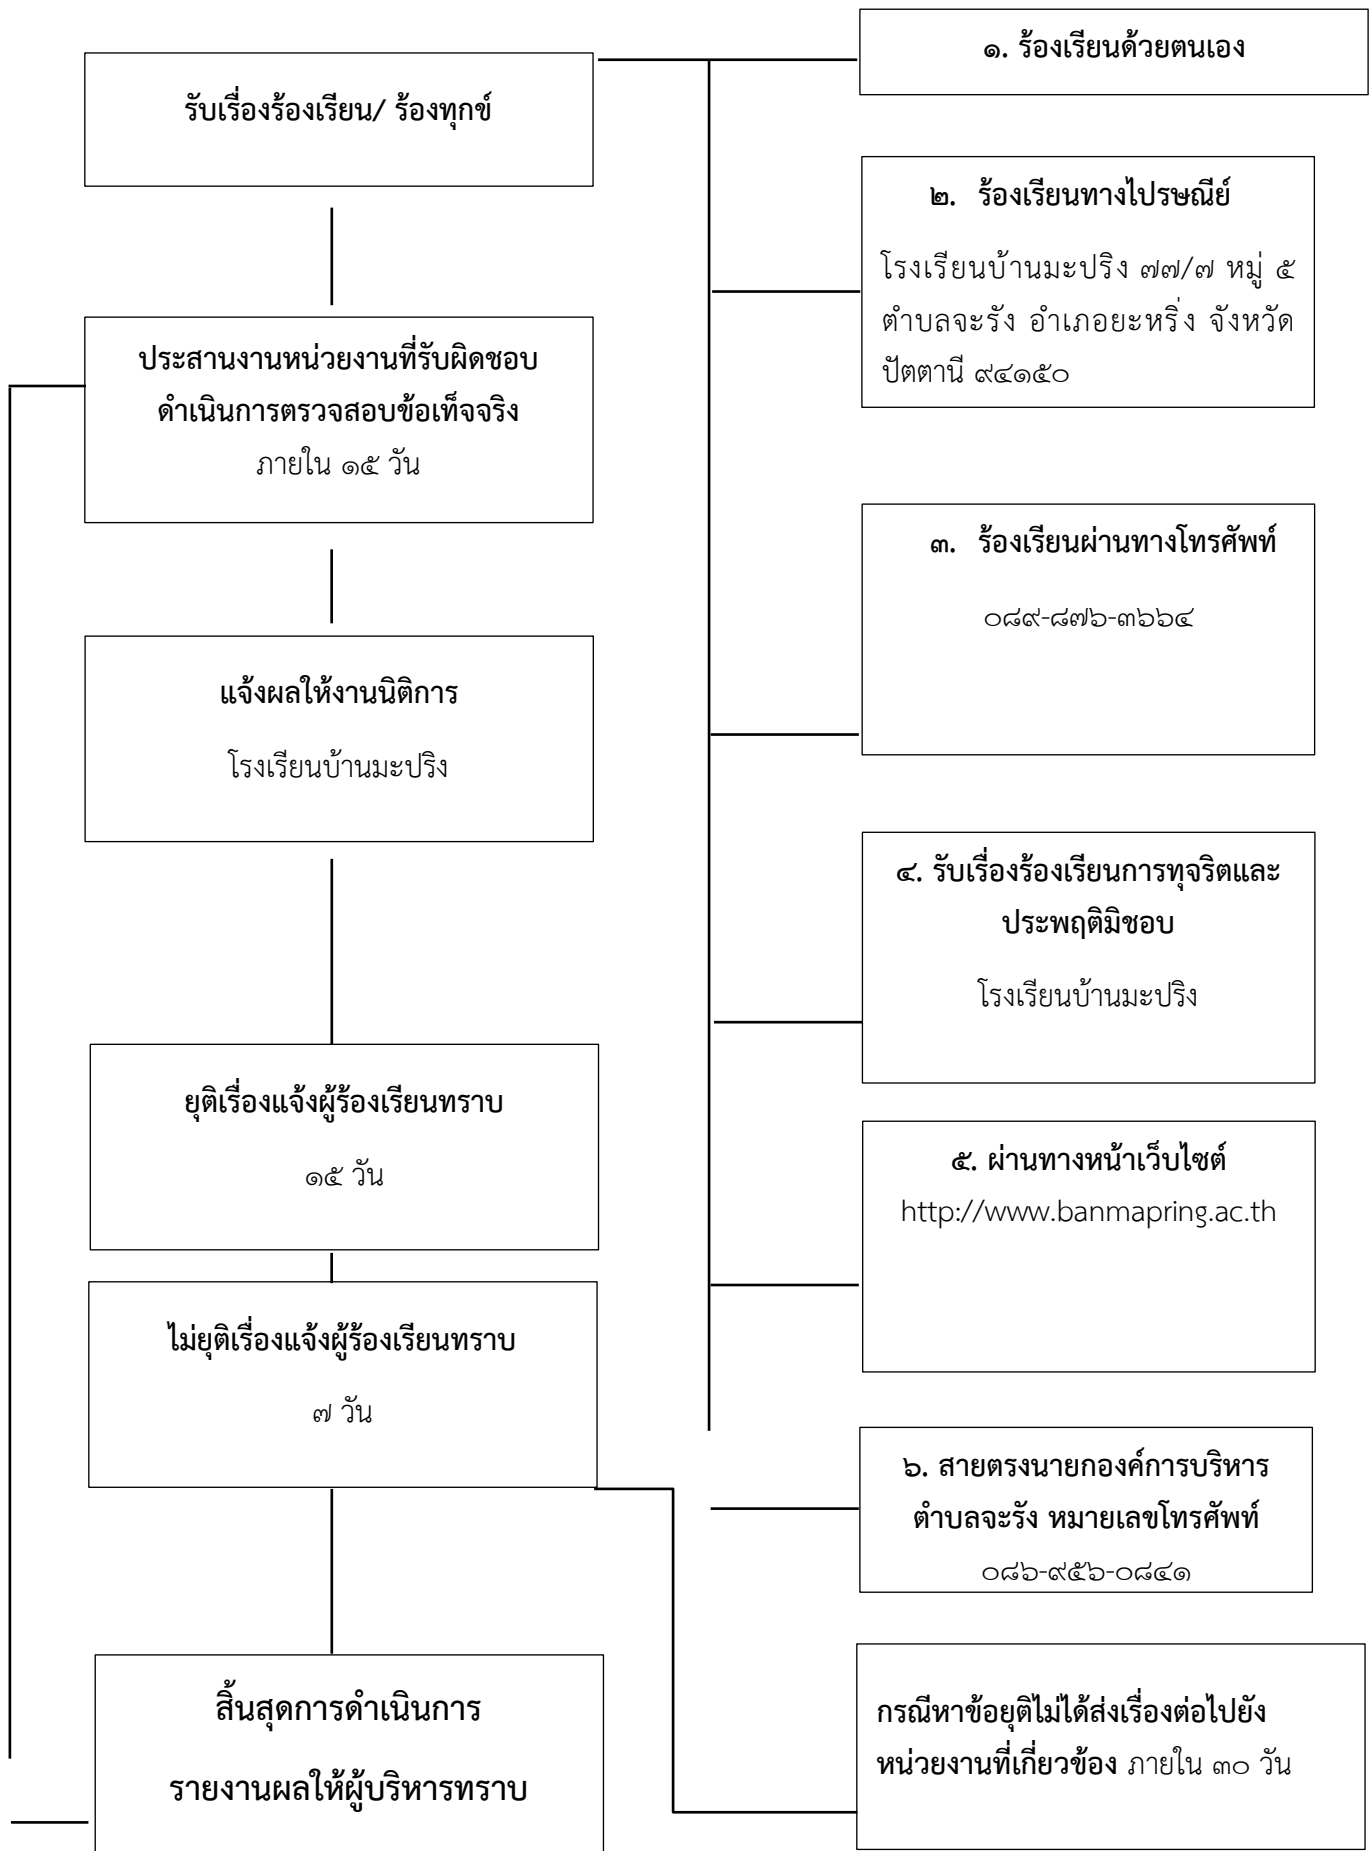 รับเรื่องร้องเรียน/ ร้องทุกข์
ประสานงานหน่วยงานที่รับผิดชอบ
ดำเนินการตรวจสอบข้อเท็จจริง
ภายใน ๑๕ วัน
แจ้งผลให้งานนิติการ
โรงเรียนบ้านมะปริง
ยุติเรื่องแจ้งผู้ร้องเรียนทราบ
๑๕ วัน
ไม่ยุติเรื่องแจ้งผู้ร้องเรียนทราบ
๗ วัน
สิ้นสุดการดำเนินการ
รายงานผลให้ผู้บริหารทราบ
๑. ร้องเรียนด้วยตนเอง
๒. ร้องเรียนทางไปรษณีย์
โรงเรียนบ้านมะปริง ๗๗/๗ หมู่ ๕
ตำบลจะรัง อำเภอยะหริ่ง จังหวัด
ปัตตานี ๙๔๑๕๐
๓. ร้องเรียนผ่านทางโทรศัพท์
๐๘๙-๘๗๖-๓๖๖๔
๔. รับเรื่องร้องเรียนการทุจริตและ
ประพฤติมิชอบ
โรงเรียนบ้านมะปริง
๕. ผ่านทางหน้าเว็บไซต์
http://www.banmapring.ac.th
๖. สายตรงนายกองค์การบริหาร
ตำบลจะรัง หมายเลขโทรศัพท์
๐๘๖-๙๕๖-๐๘๔๑
กรณีหาข้อยุติไม่ได้ส่งเรื่องต่อไปยัง
หน่วยงานที่เกี่ยวข้อง ภายใน ๓๐ วัน